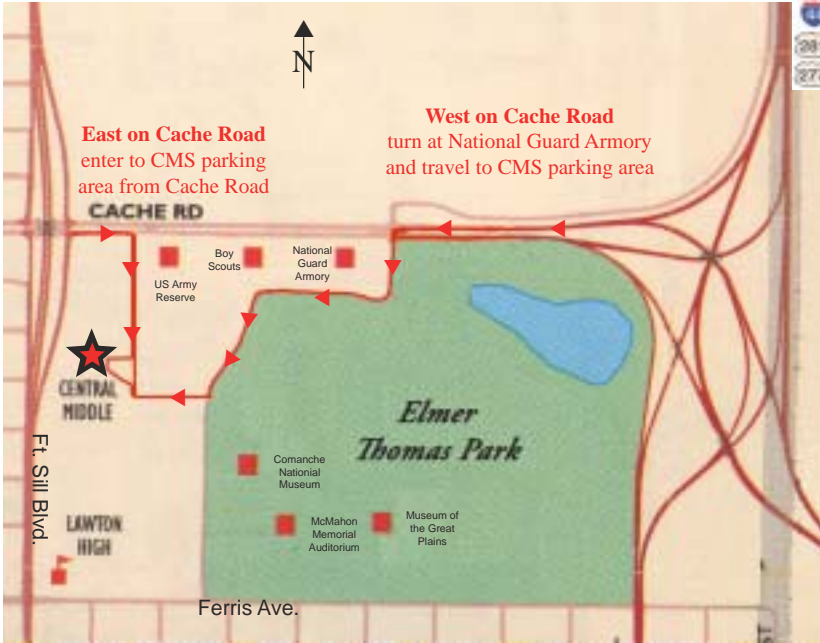 N
East on Cache Road
enter to CMS parking
area from Cache Road
West on Cache Road
turn at National Guard Armory
and travel to CMS parking area
CACHE RD
US Army
Reserve
Boy
Scouts
National
Guard
Armory
CENTRAL
MIDDLE
Elmer
Thomas Park
Ft. Sill Blvd.
Comanche
Nationial
Museum
McMahon
Memorial
Auditorium
Museum of
the Great
Plains
LAWTON
HIGH
Ferris Ave.